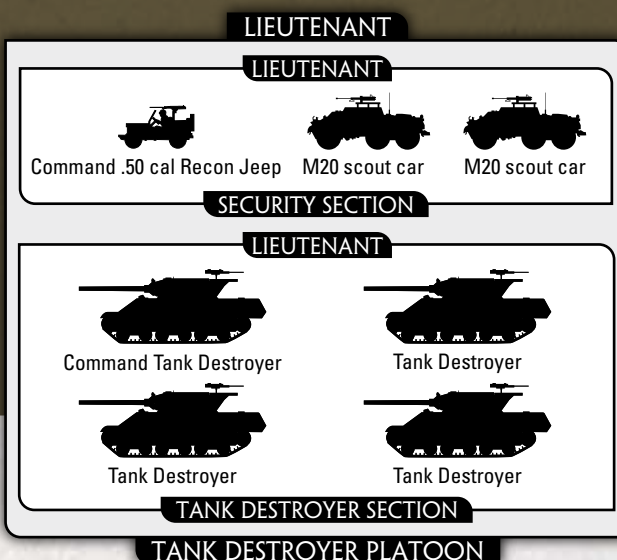 LIEUTENANT
LIEUTENANT
Command .50 cal Recon Jeep M20 scout car M20 scout car
SECURITY SECTION
LIEUTENANT
Command Tank Destroyer Tank Destroyer
Tank Destroyer Tank Destroyer
TANK DESTROYER SECTION
TANK DESTROYER PLATOON